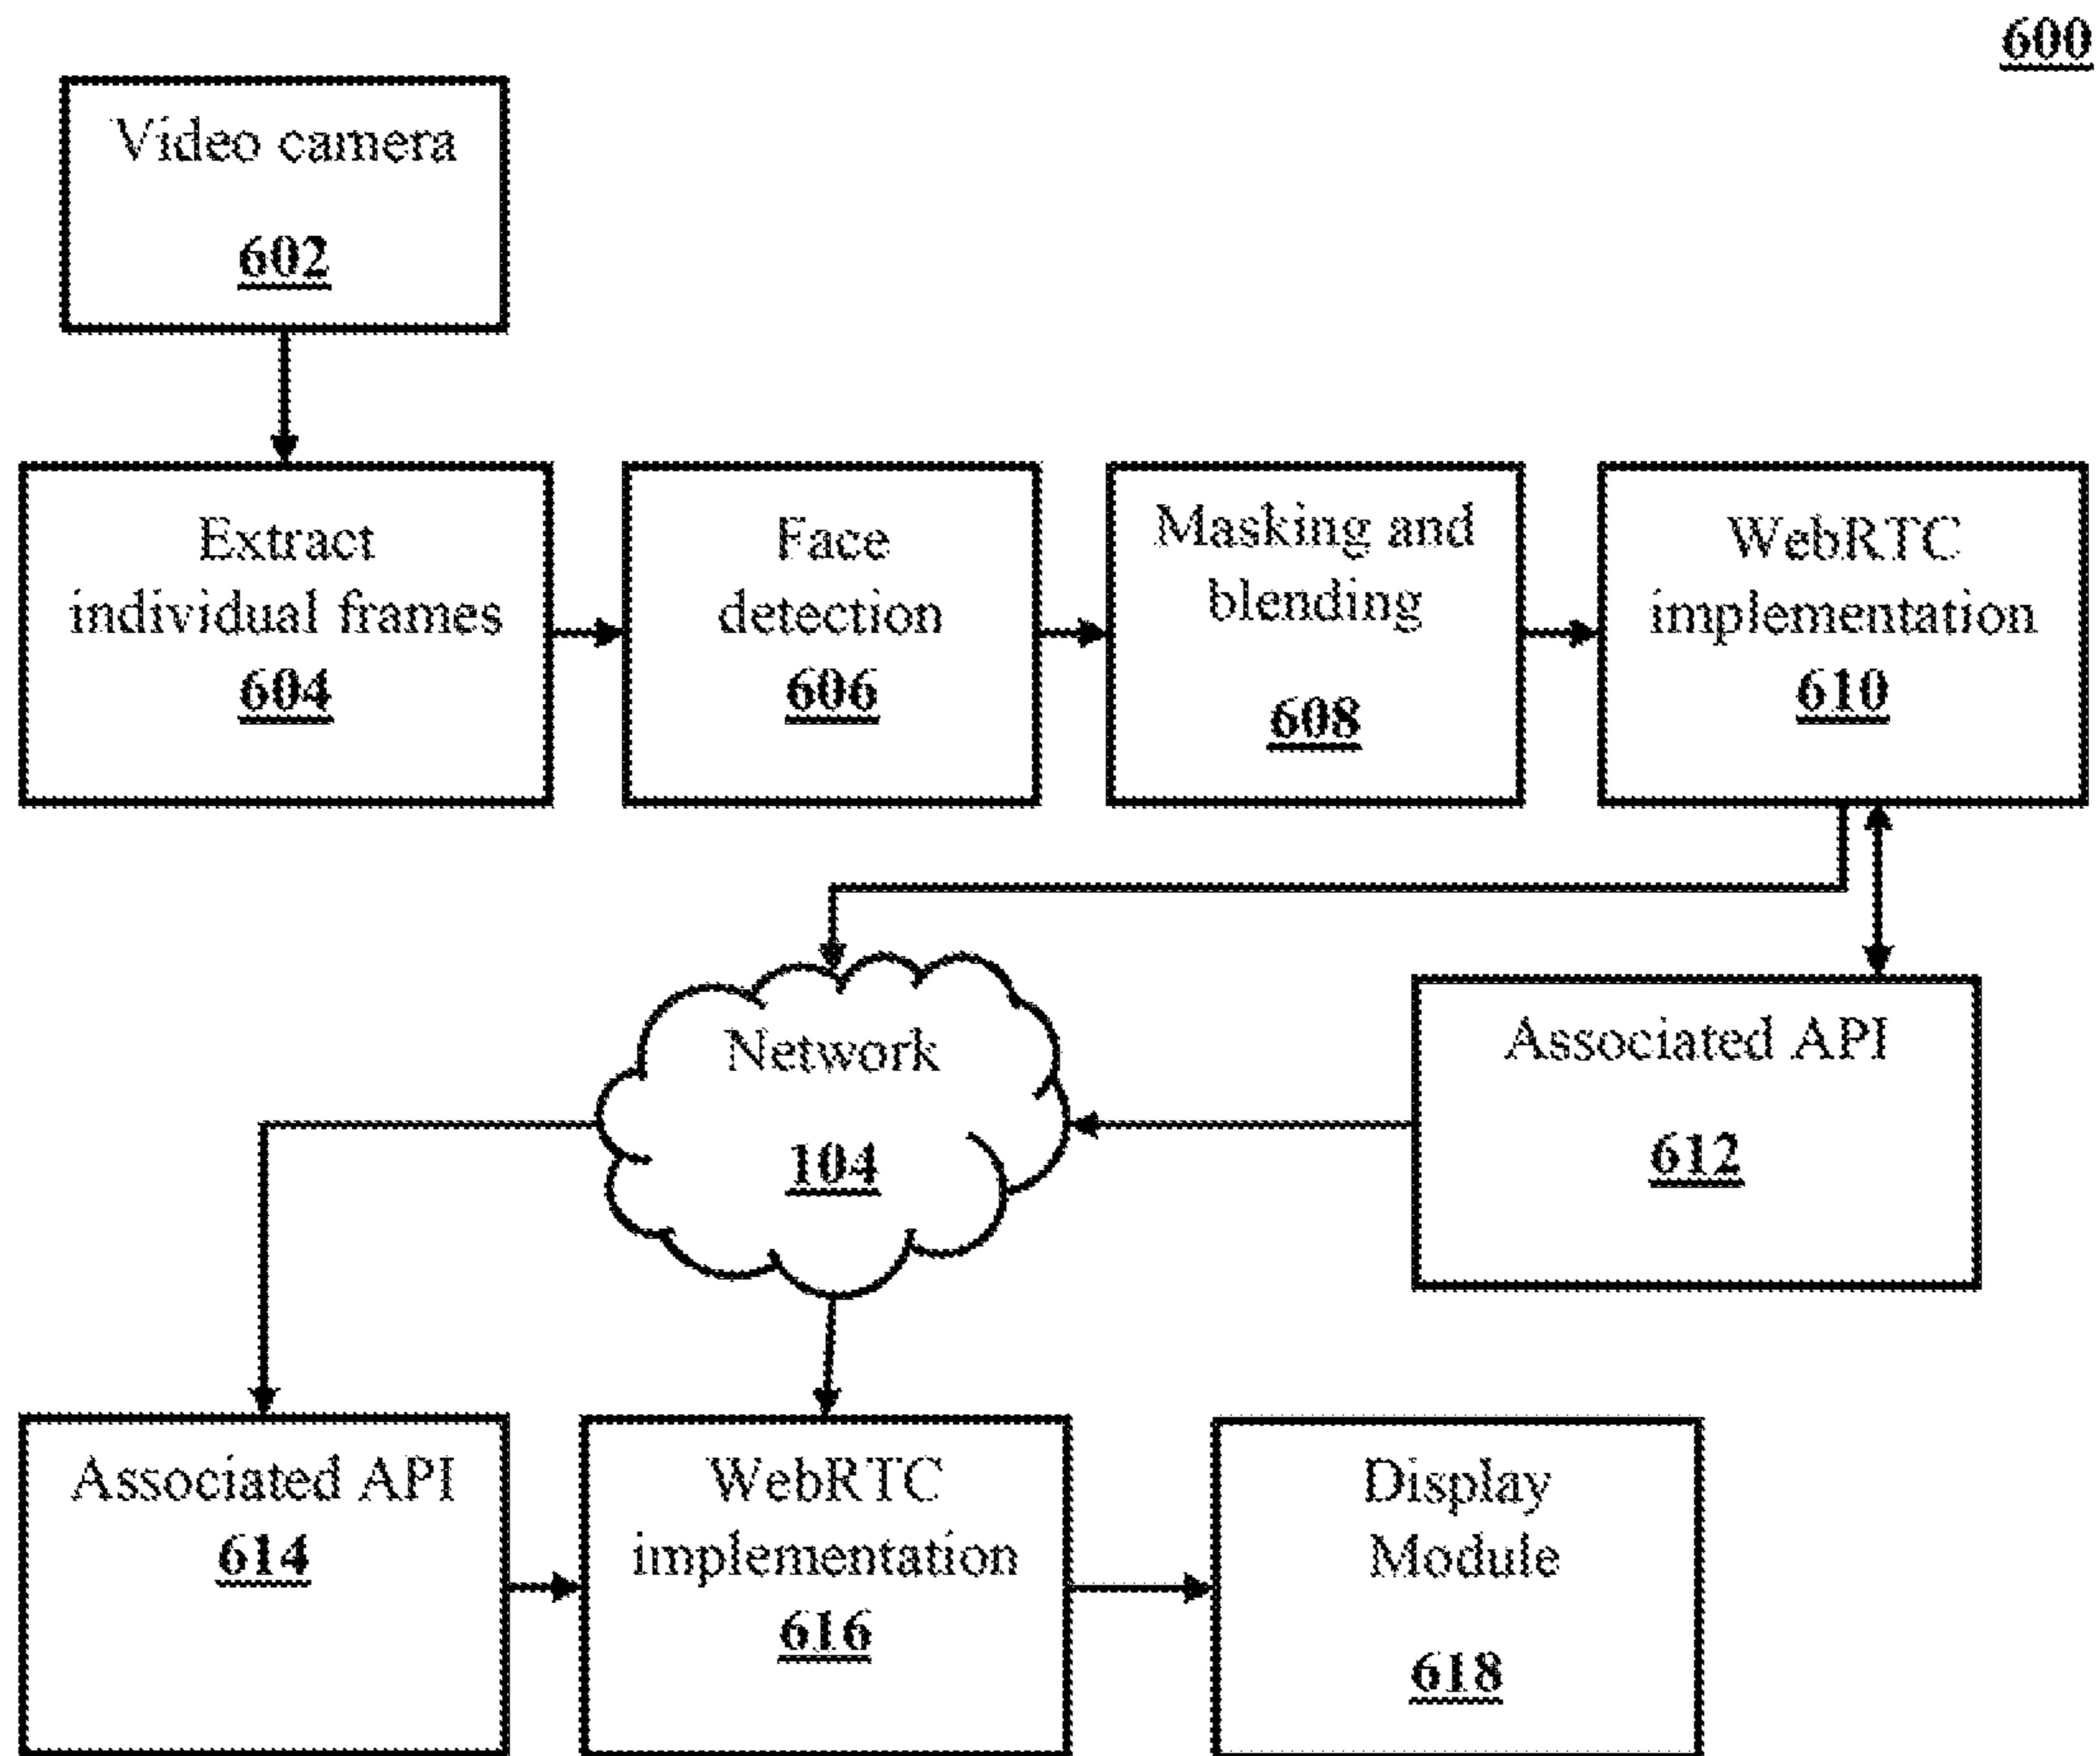 600
Video camera
602
Extract
individual frames
604
Face
detection
606
Masking and
blending
608
WebRTC
implementation
610
Network
104
Associated API
612
Associated API
614
WebRTC
implementation
616
Display
Module
618